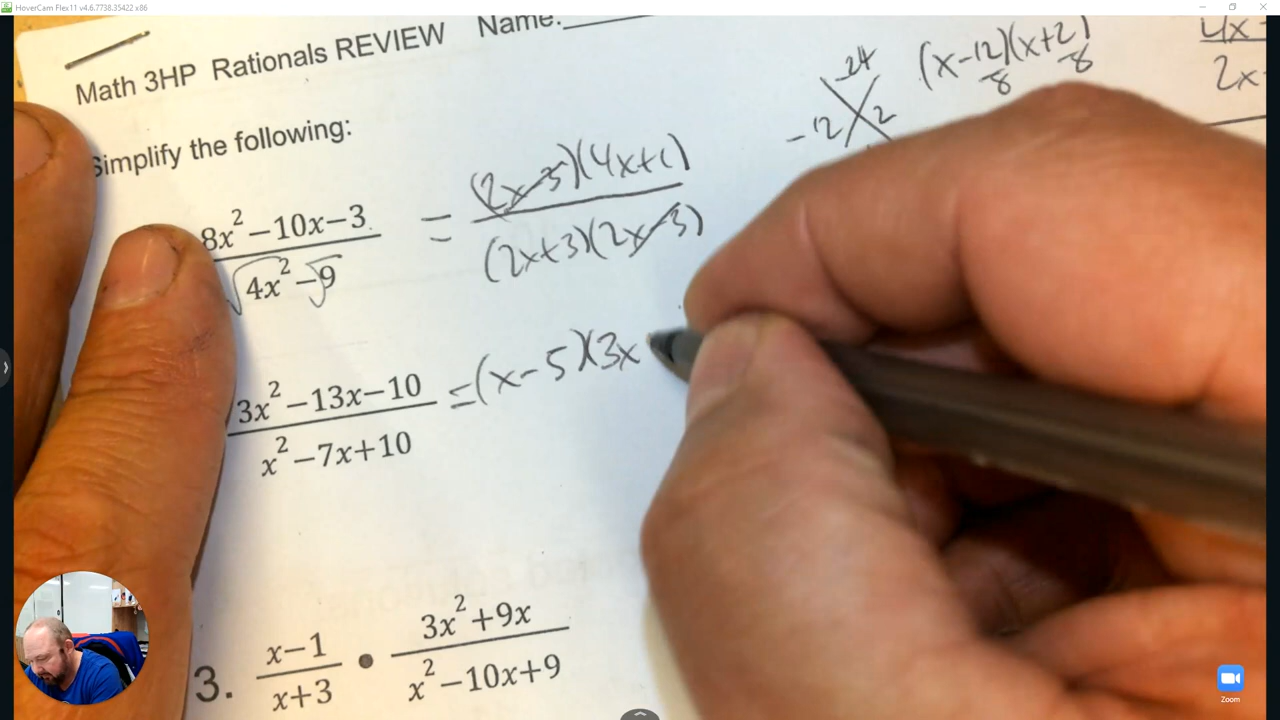 HoverCam Flex11 v4.6.7738.35422 x86
Math 3HP Rationals REVIEW Name:
Simplify the following:
8x² −10x−3
4x² −9
= (2x-3)(4x+1)
(2x+3)(2x-3)
-24
-12 2
(x-12)(x+2)
8 8
4x
2x
3x² −13x−10
x² −7x+10
=(x-5)(3x
3. x−1
x+3
• 3x² +9x
x² −10x+9
Zoom